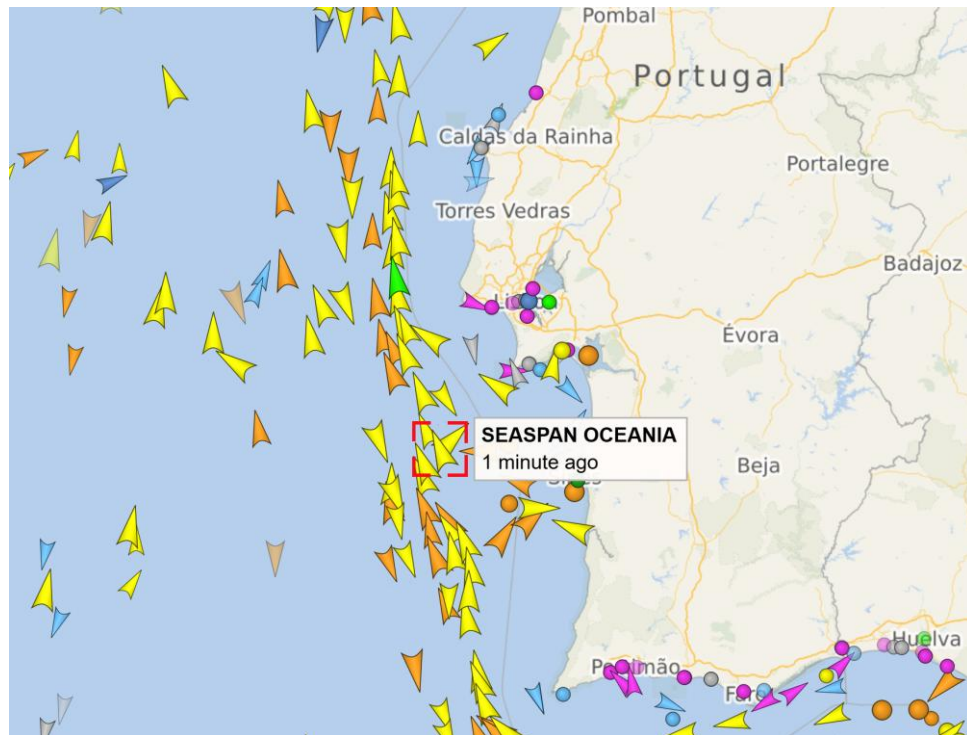 Pombal
Portugal
Caldas da Rainha
Portalegre
Torres Vedras
Badajoz
Évora
SEASPAN OCEANIA
1 minute ago
Beja
Huelva